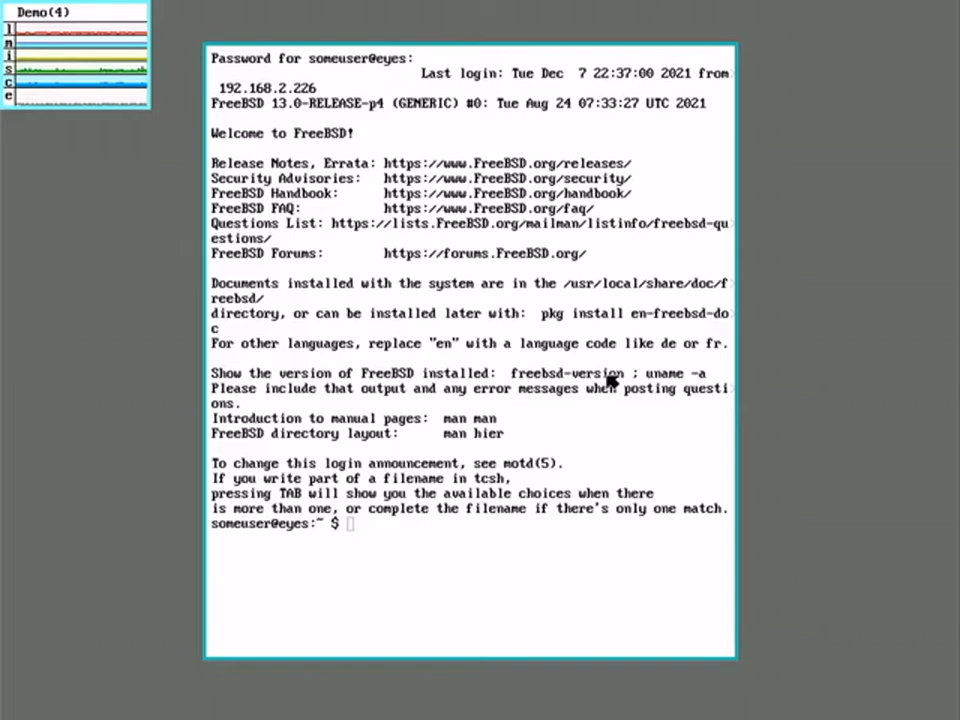 Demo(4)
l
n
i
s
c
e
Password for someuser@eyes:
Last login: Tue Dec  7 22:37:00 2021 from
192.168.2.226
FreeBSD 13.0-RELEASE-p4 (GENERIC) #0: Tue Aug 24 07:33:27 UTC 2021
Welcome to FreeBSD!
Release Notes, Errata: https://www.FreeBSD.org/releases/
Security Advisories:   https://www.FreeBSD.org/security/
FreeBSD Handbook:      https://www.FreeBSD.org/handbook/
FreeBSD FAQ:           https://www.FreeBSD.org/faq/
Questions List: https://lists.FreeBSD.org/mailman/listinfo/freebsd-qu
estions/
FreeBSD Forums:        https://forums.FreeBSD.org/
Documents installed with the system are in the /usr/local/share/doc/f
reebsd/
directory, or can be installed later with:  pkg install en-freebsd-do
c
For other languages, replace "en" with a language code like de or fr.
Show the version of FreeBSD installed:  freebsd-version ; uname -a
Please include that output and any error messages when posting questi
ons.
Introduction to manual pages:  man man
FreeBSD directory layout:      man hier
To change this login announcement, see motd(5).
If you write part of a filename in tcsh,
pressing TAB will show you the available choices when there
is more than one, or complete the filename if there's only one match.
someuser@eyes:~ $